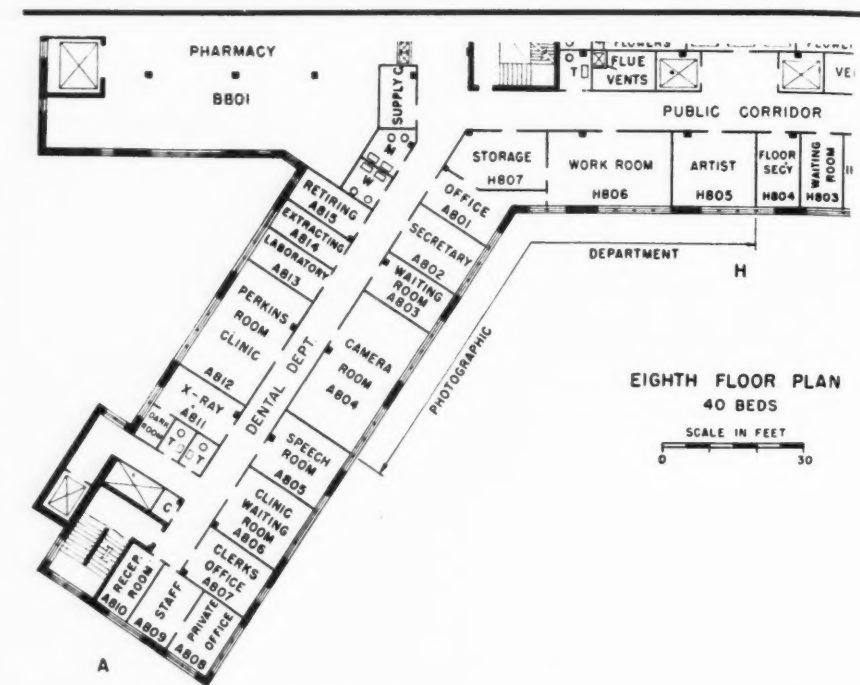 PHARMACY
B801
SUPPLY C.
FLOWERS
T
FLUE
VENTS
PUBLIC CORRIDOR
M
W
STORAGE
H807
WORK ROOM
H806
ARTIST
H805
FLOOR
SECY
H804
WAITING
ROOM
H803
RETIRING
A815
EXTRACTING
A814
LABORATORY
A813
PERKINS
ROOM
CLINIC
A812
X-RAY
A811
DARK
ROOM
T
T
DENTAL DEPT.
OFFICE
A801
SECRETARY
A802
WAITING
ROOM
A803
CAMERA
ROOM
A804
SPEECH
ROOM
A805
CLINIC
WAITING
ROOM
A806
CLERKS
OFFICE
A807
PRIVATE
OFFICE
A808
STAFF
A809
RECEP.
ROOM
A810
C
A
PHOTOGRAPHIC
DEPARTMENT
H
EIGHTH FLOOR PLAN
40 BEDS
SCALE IN FEET
0 30